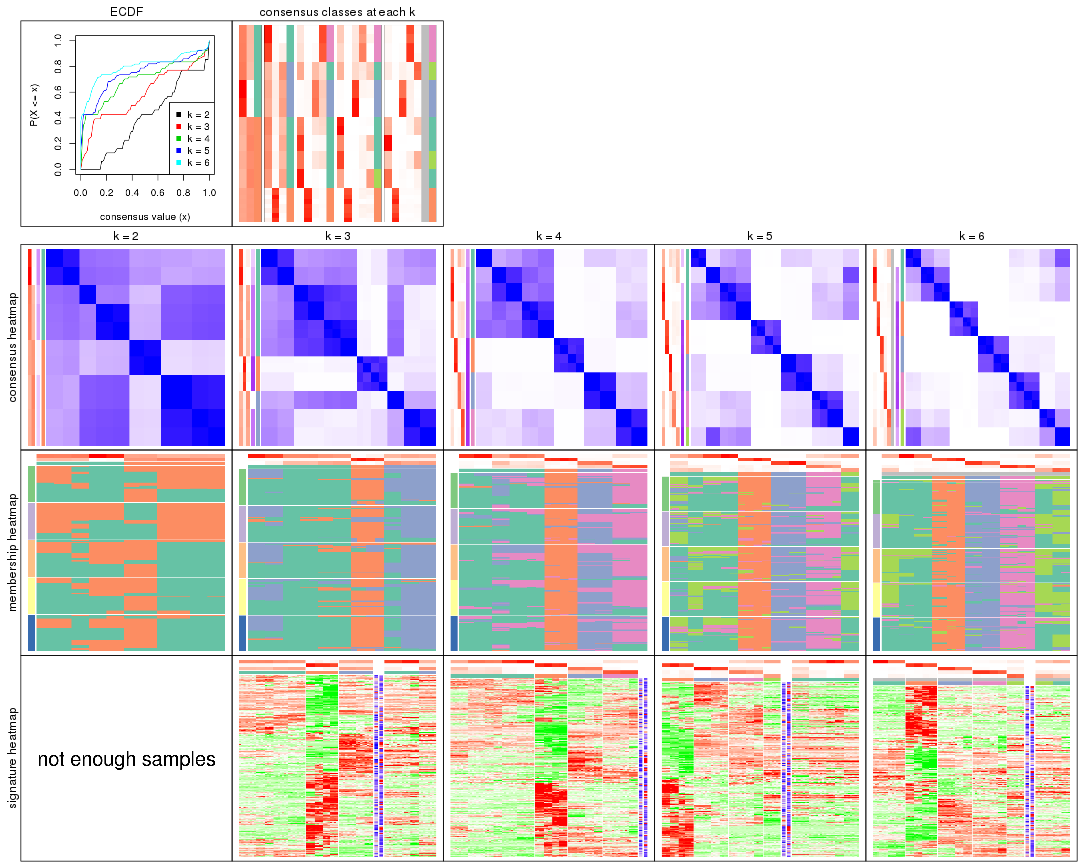 ECDF
consensus classes at each k
P(X <= x)
0.0 0.2 0.4 0.6 0.8 1.0
k = 2
k = 3
k = 4
k = 5
k = 6
0.0 0.2 0.4 0.6 0.8 1.0
consensus value (x)
k = 2
k = 3
k = 4
k = 5
k = 6
consensus heatmap
membership heatmap
signature heatmap
not enough samples